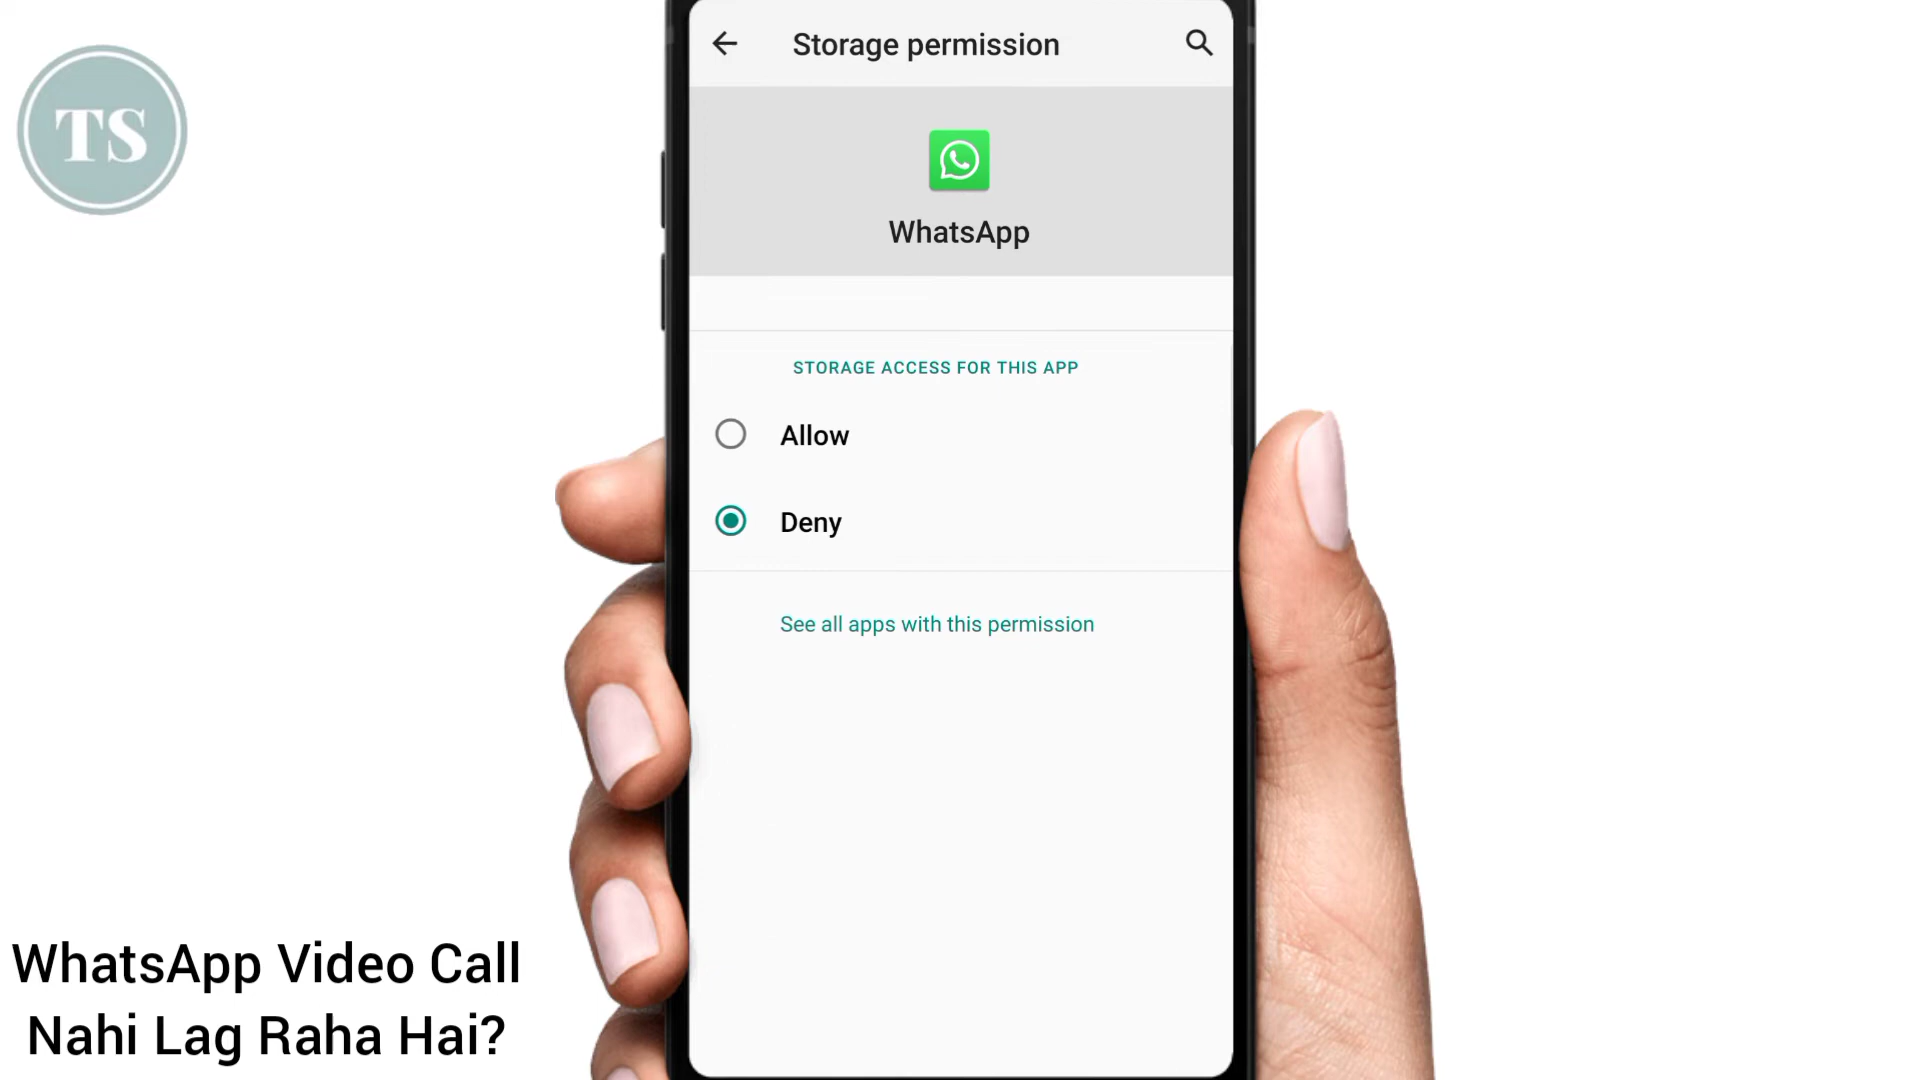 TS
Storage permission
WhatsApp
STORAGE ACCESS FOR THIS APP
Allow
Deny
See all apps with this permission
WhatsApp Video Call
Nahi Lag Raha Hai?